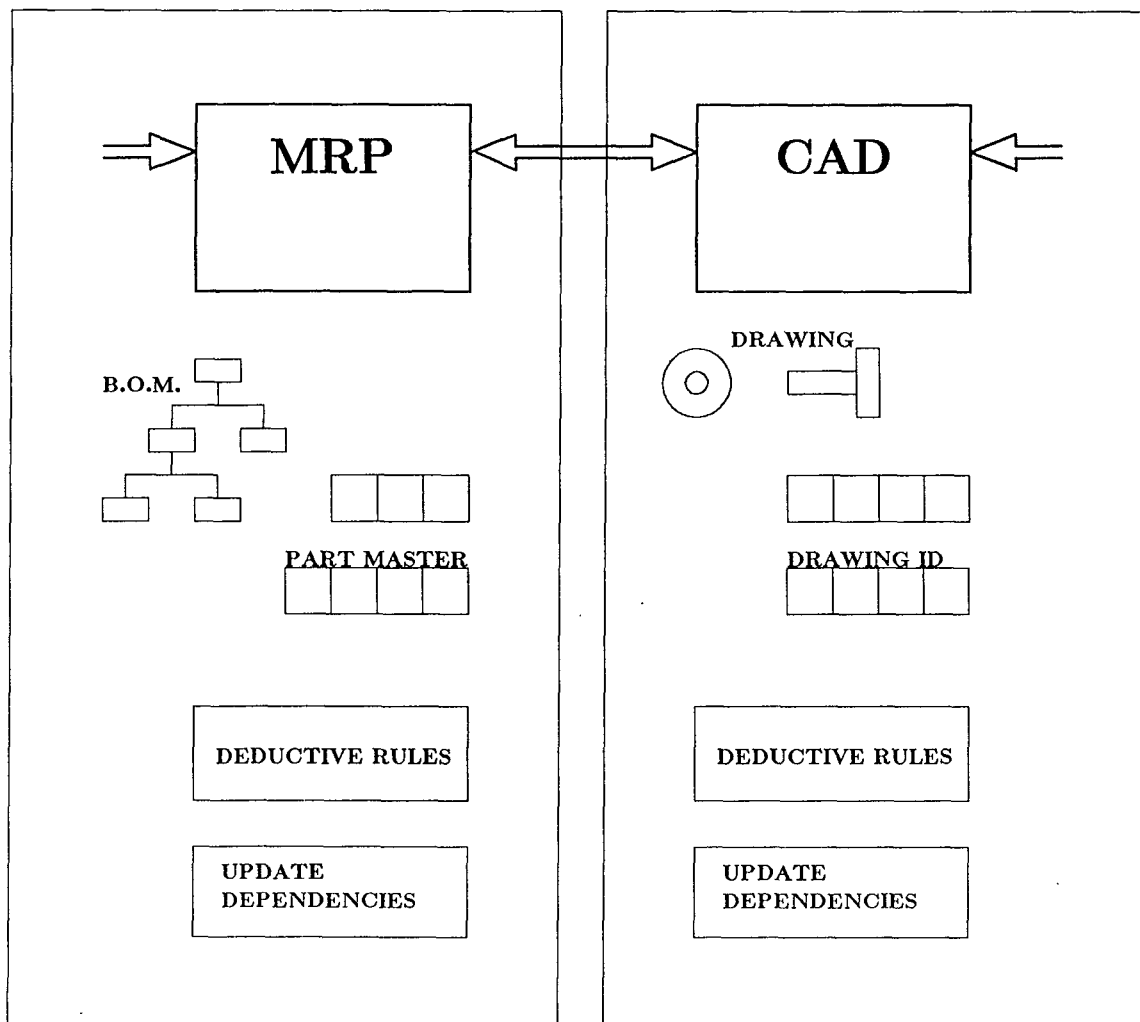 MRP
CAD
DRAWING
B.O.M.
PART MASTER
DRAWING ID
DEDUCTIVE RULES
DEDUCTIVE RULES
UPDATE
DEPENDENCIES
UPDATE
DEPENDENCIES